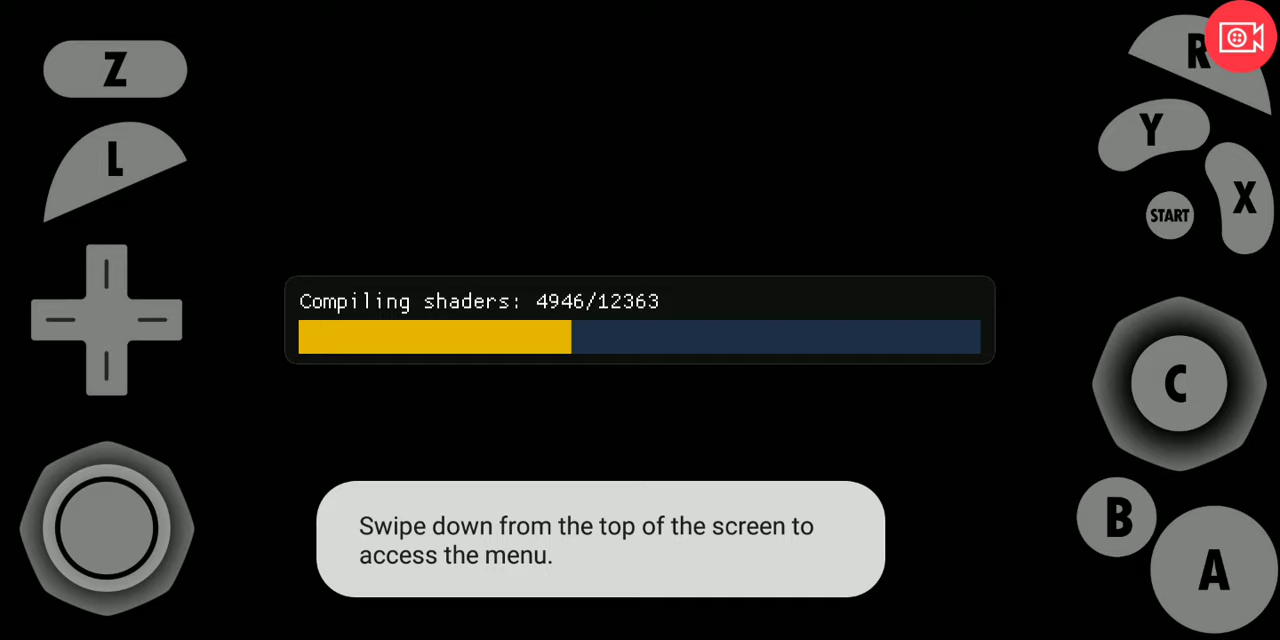 Z
R
L
Y
X
START
Compiling shaders: 4946/12363
C
B
Swipe down from the top of the screen to
access the menu.
A